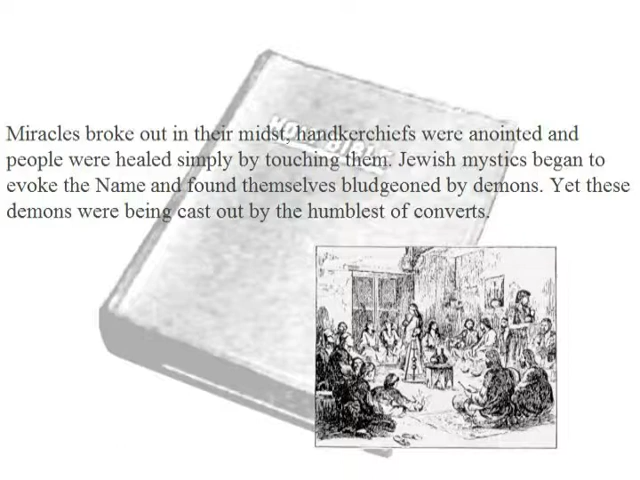 Miracles broke out in their midst; handkerchiefs were anointed and
people were healed simply by touching them. Jewish mystics began to
evoke the Name and found themselves bludgeoned by demons. Yet these
demons were being cast out by the humblest of converts.
HOLY BIBLE